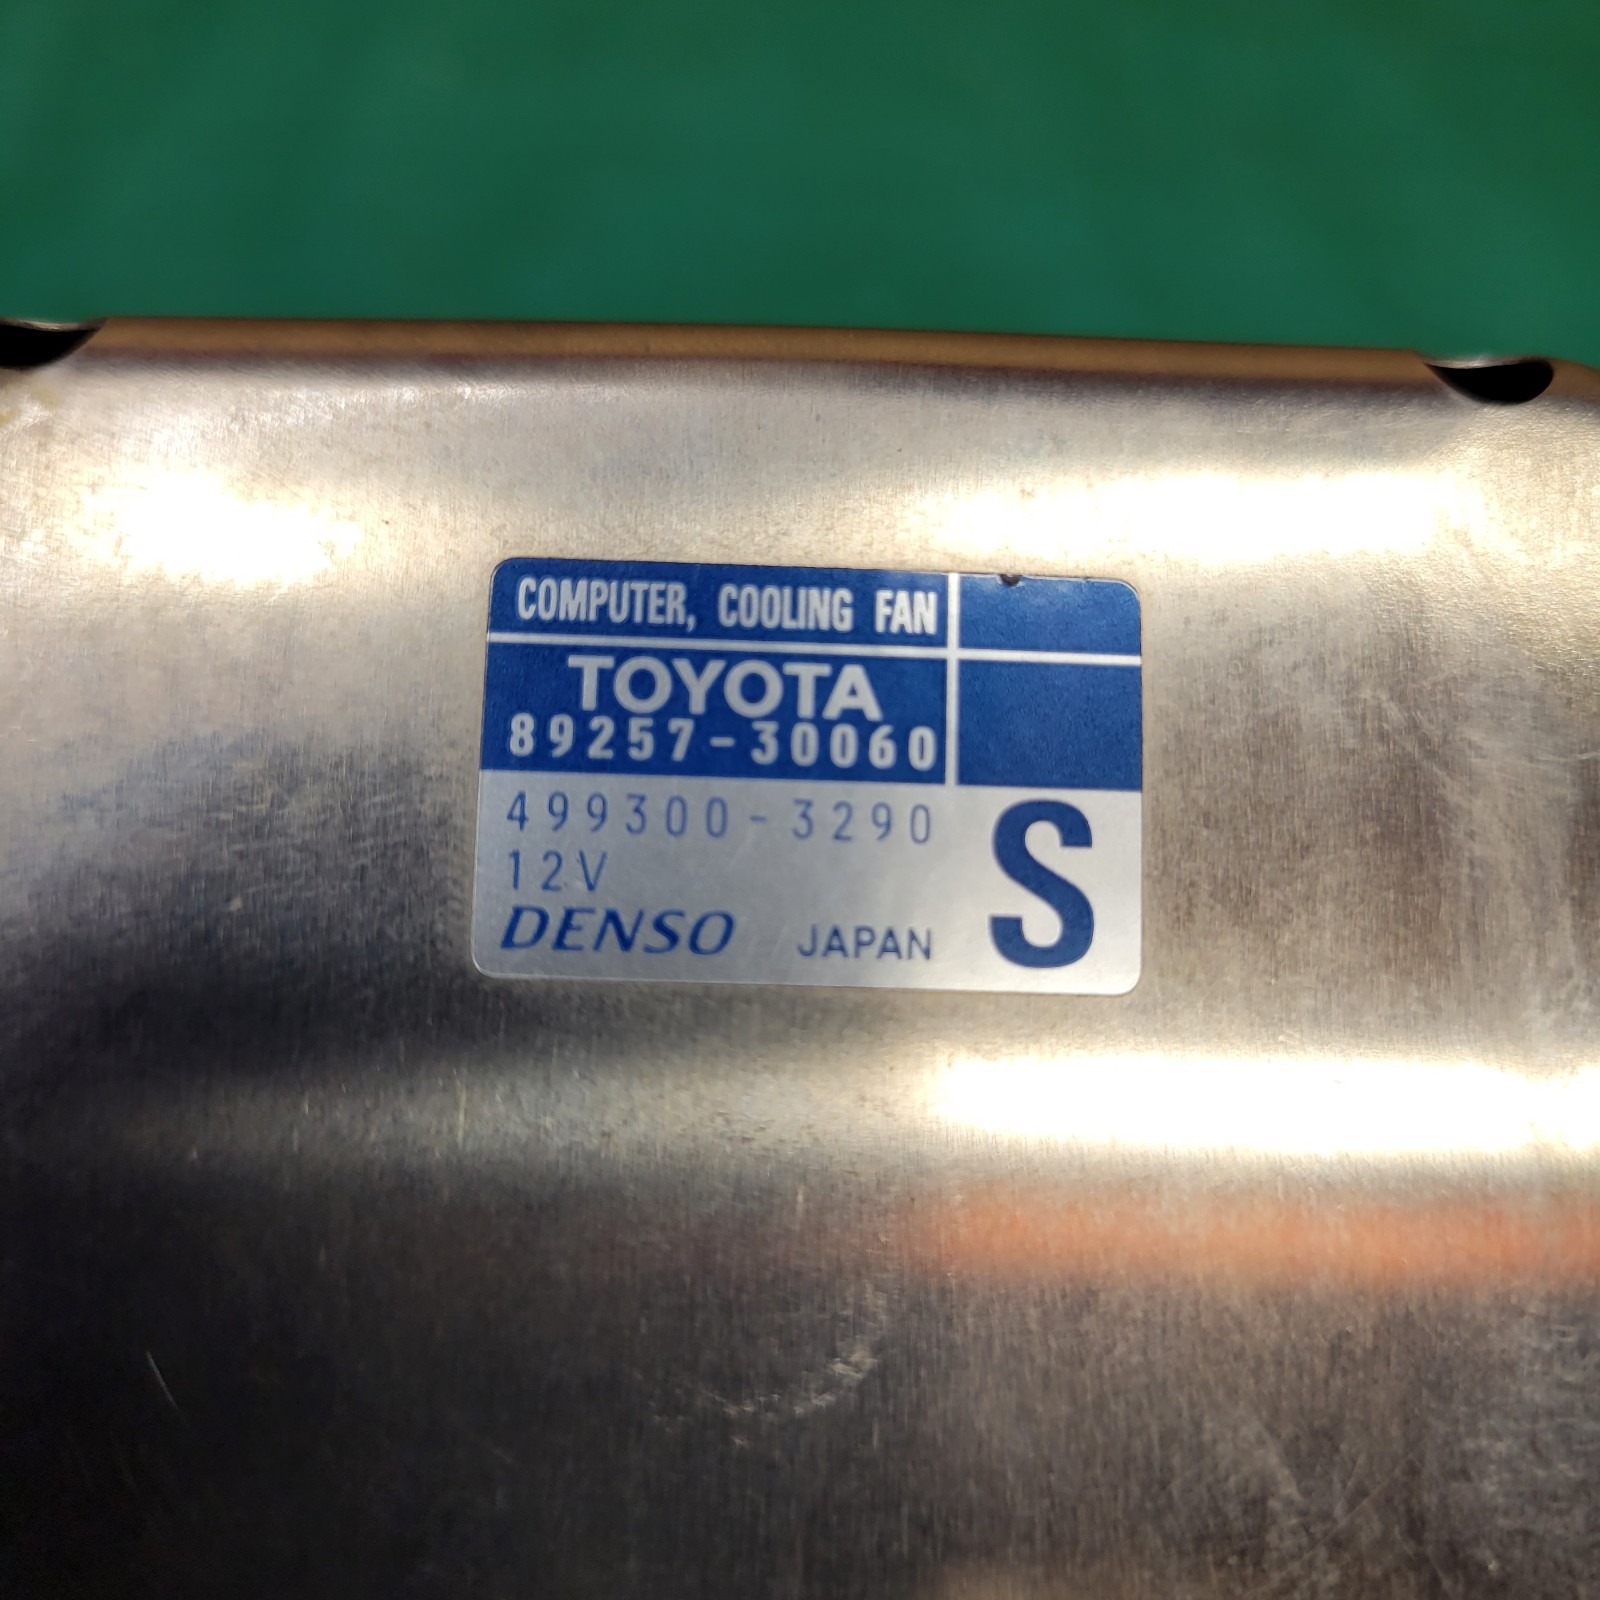 COMPUTER, COOLING FAN
TOYOTA
89257-30060
499300-3290
12V
DENSO JAPAN
S